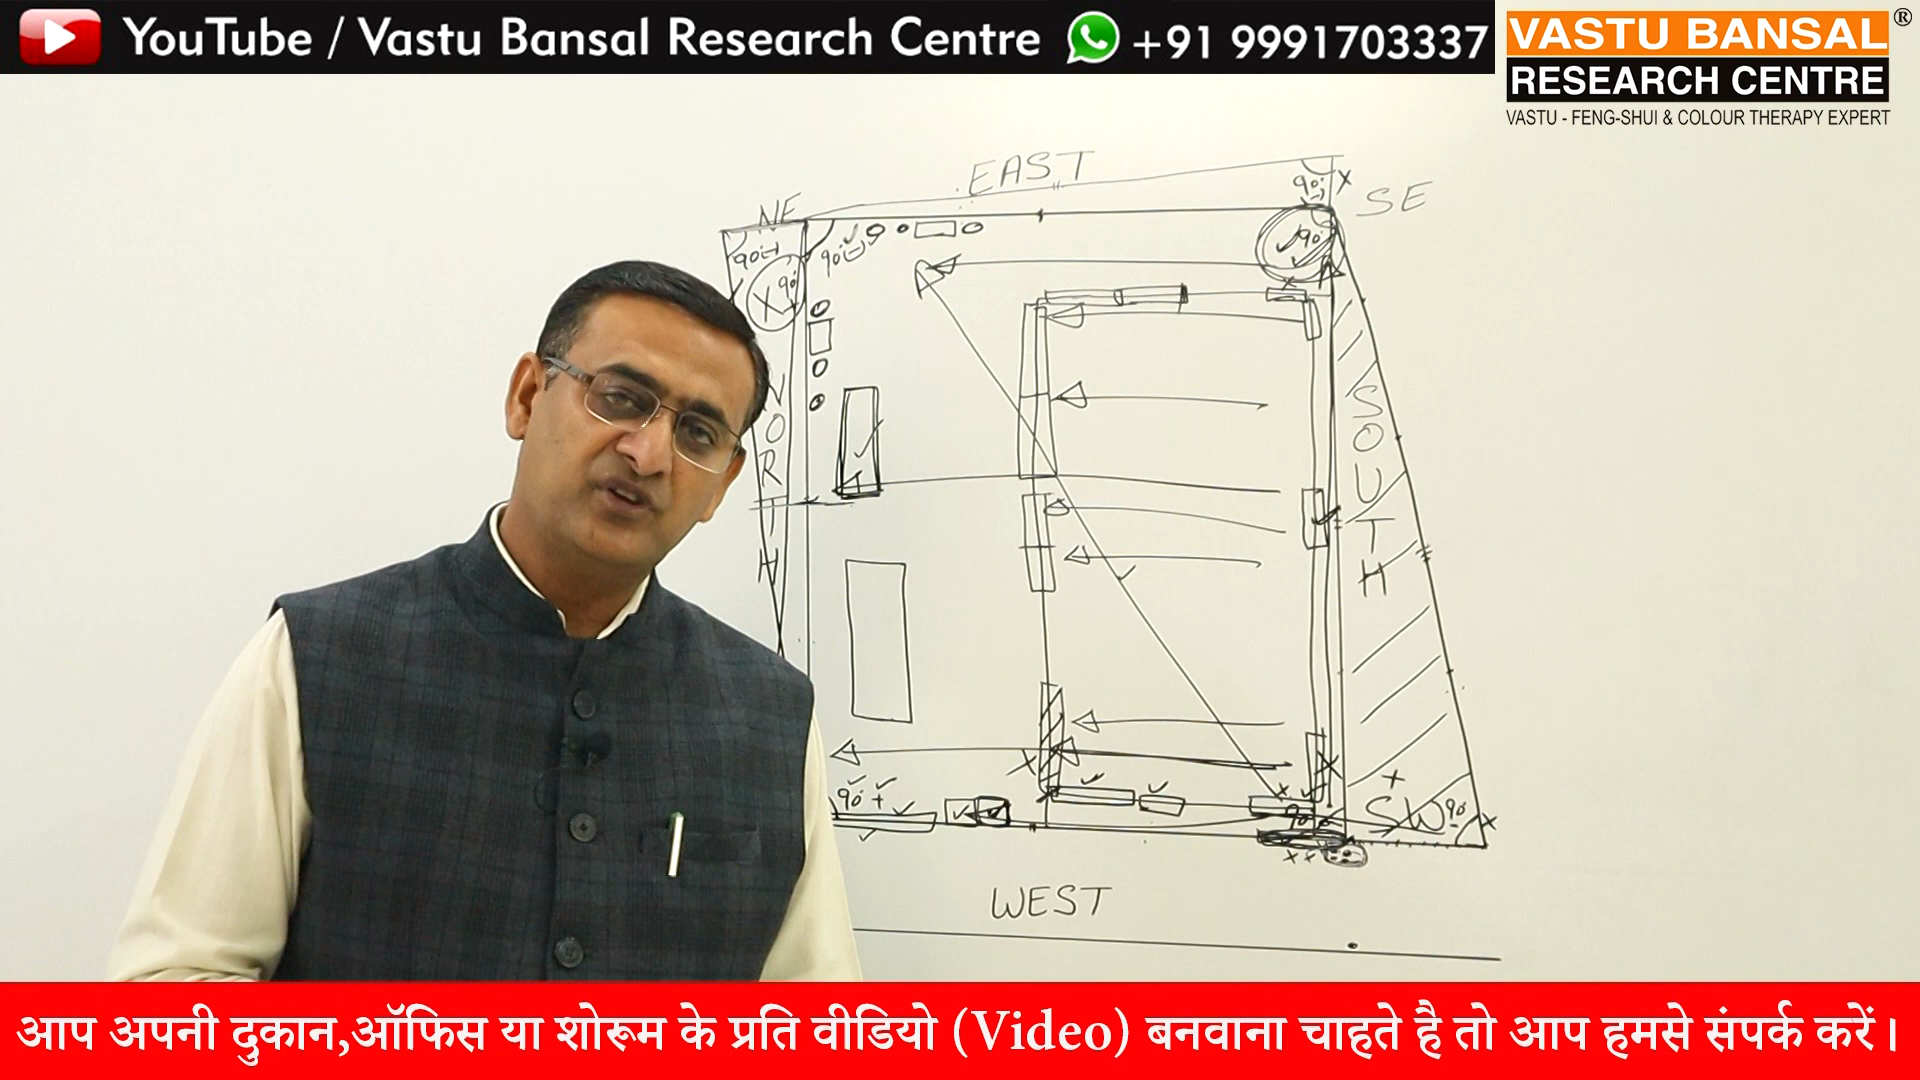 YouTube / Vastu Bansal Research Centre +91 9991703337
VASTU BANSAL ®
RESEARCH CENTRE
VASTU - FENG-SHUI & COLOUR THERAPY EXPERT
EAST
NE
SE
NORTH
SOUTH
SW
WEST
आप अपनी दुकान,ऑफिस या शोरूम के प्रति वीडियो (Video) बनवाना चाहते है तो आप हमसे संपर्क करें।